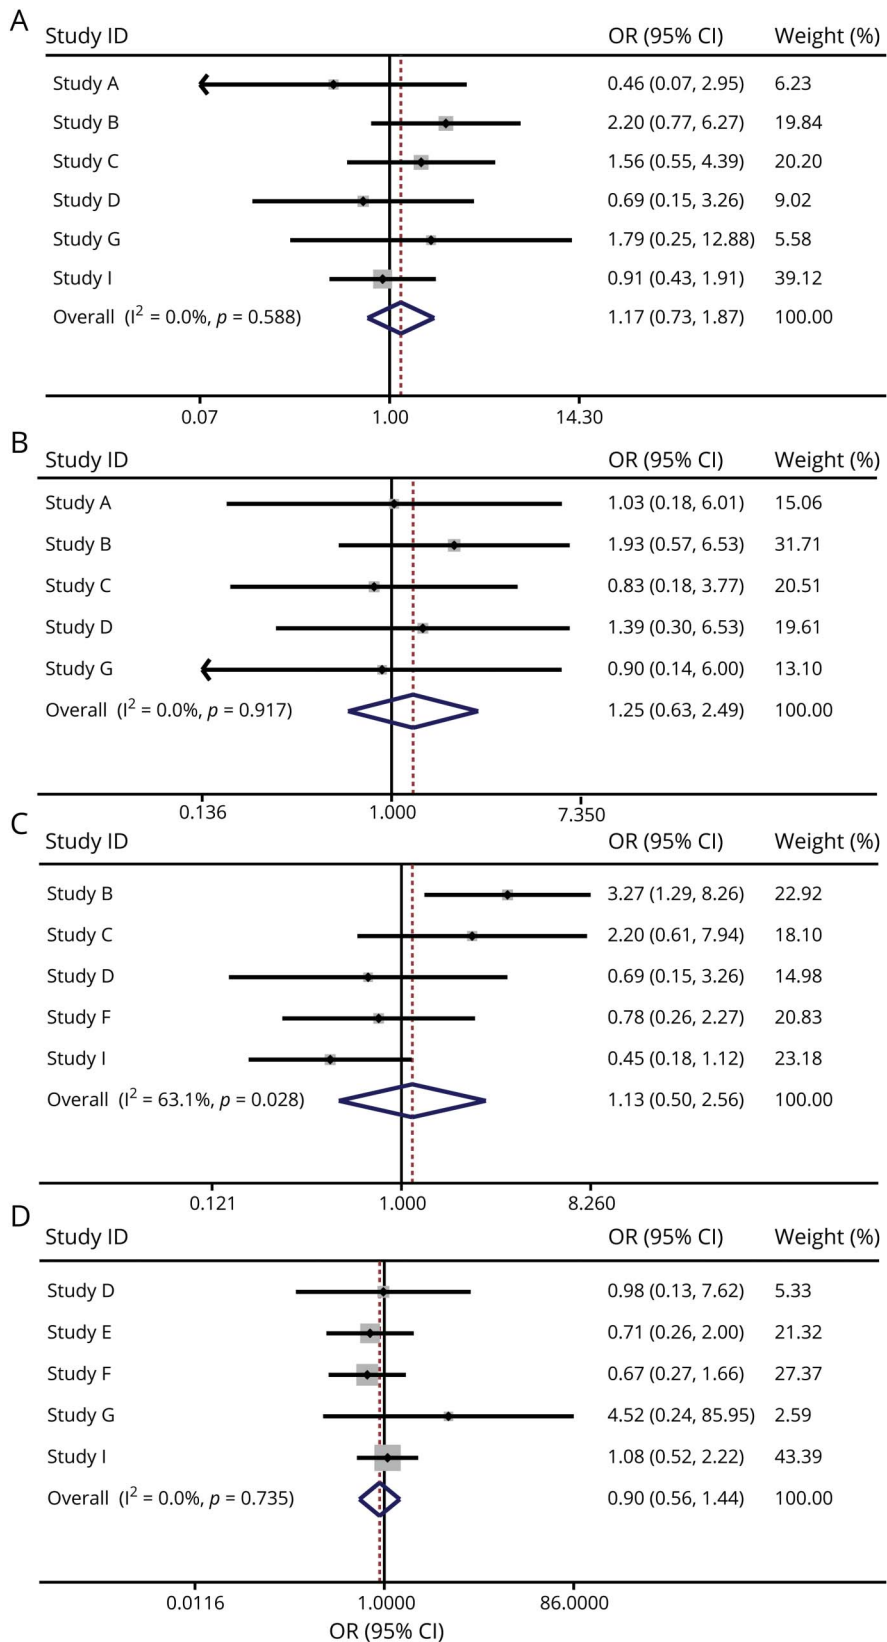 A
Study ID OR (95% CI) Weight (%)
Study A 0.46 (0.07, 2.95) 6.23
Study B 2.20 (0.77, 6.27) 19.84
Study C 1.56 (0.55, 4.39) 20.20
Study D 0.69 (0.15, 3.26) 9.02
Study G 1.79 (0.25, 12.88) 5.58
Study I 0.91 (0.43, 1.91) 39.12
Overall (I² = 0.0%, p = 0.588) 1.17 (0.73, 1.87) 100.00
0.07 1.00 14.30
B
Study ID OR (95% CI) Weight (%)
Study A 1.03 (0.18, 6.01) 15.06
Study B 1.93 (0.57, 6.53) 31.71
Study C 0.83 (0.18, 3.77) 20.51
Study D 1.39 (0.30, 6.53) 19.61
Study G 0.90 (0.14, 6.00) 13.10
Overall (I² = 0.0%, p = 0.917) 1.25 (0.63, 2.49) 100.00
0.136 1.000 7.350
C
Study ID OR (95% CI) Weight (%)
Study B 3.27 (1.29, 8.26) 22.92
Study C 2.20 (0.61, 7.94) 18.10
Study D 0.69 (0.15, 3.26) 14.98
Study F 0.78 (0.26, 2.27) 20.83
Study I 0.45 (0.18, 1.12) 23.18
Overall (I² = 63.1%, p = 0.028) 1.13 (0.50, 2.56) 100.00
0.121 1.000 8.260
D
Study ID OR (95% CI) Weight (%)
Study D 0.98 (0.13, 7.62) 5.33
Study E 0.71 (0.26, 2.00) 21.32
Study F 0.67 (0.27, 1.66) 27.37
Study G 4.52 (0.24, 85.95) 2.59
Study I 1.08 (0.52, 2.22) 43.39
Overall (I² = 0.0%, p = 0.735) 0.90 (0.56, 1.44) 100.00
0.0116 1.0000 86.0000
OR (95% CI)